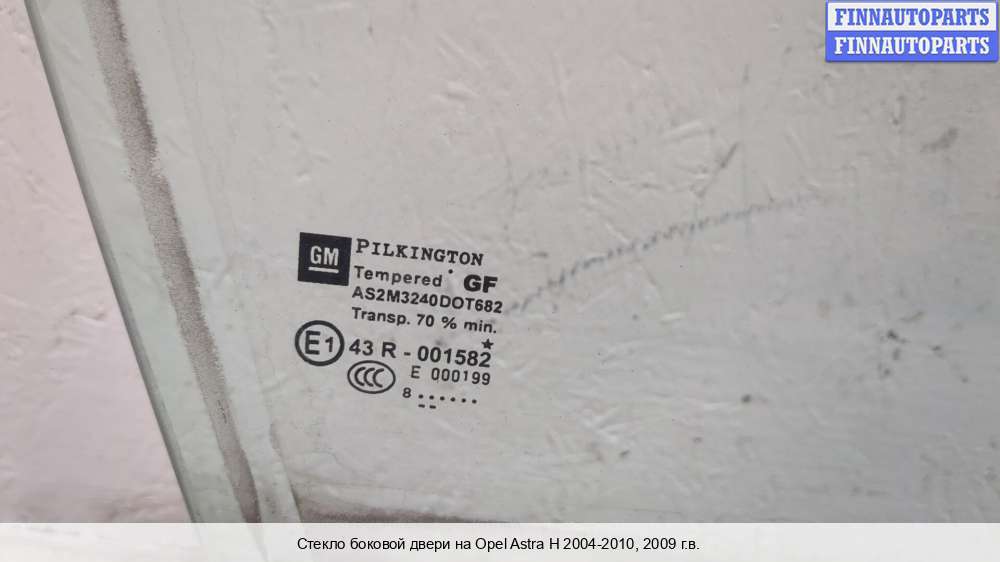 FINNAUTOPARTS
FINNAUTOPARTS
GM PILKINGTON
Tempered GF
AS2M3240DOT682
Transp. 70 % min.
E1 43 R - 001582
CCC E 000199
8 ......
--
Стекло боковой двери на Opel Astra H 2004-2010, 2009 г.в.